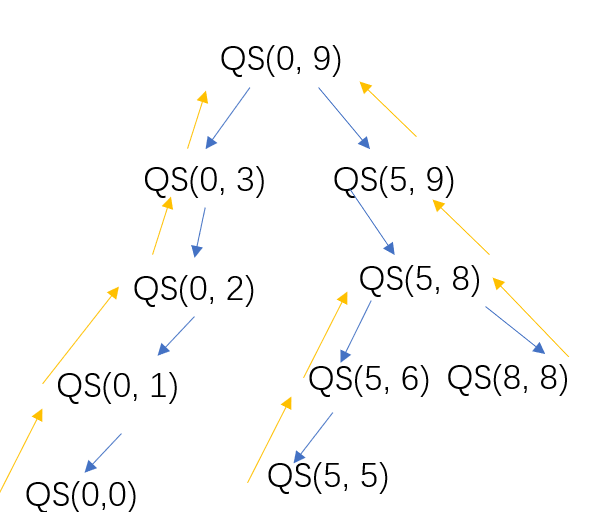 QS(0, 9)
QS(0, 3)
QS(5, 9)
QS(0, 2)
QS(5, 8)
QS(0, 1)
QS(5, 6)
QS(8, 8)
QS(0,0)
QS(5, 5)